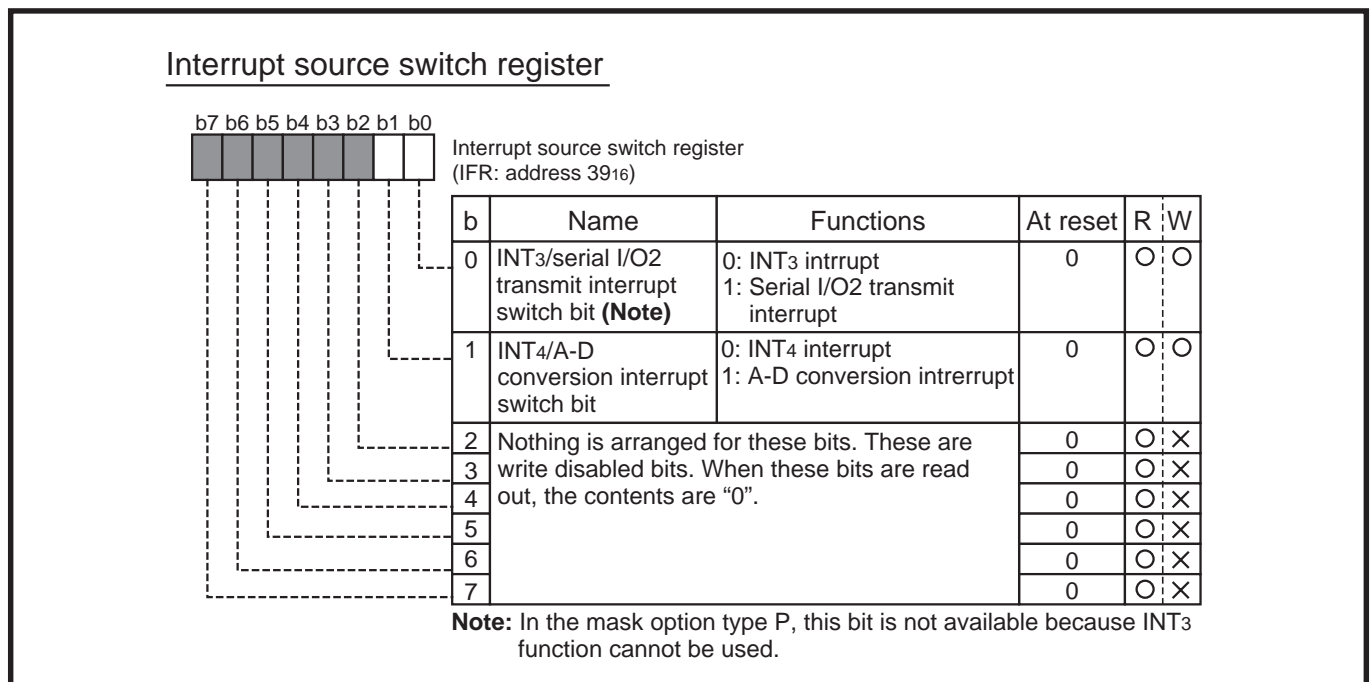 Interrupt source switch register
b7 b6 b5 b4 b3 b2 b1 b0
Interrupt source switch register
(IFR: address 3916)
b Name Functions At reset R W
0 INT3/serial I/O2 transmit interrupt switch bit (Note) 0: INT3 intrrupt 1: Serial I/O2 transmit interrupt 0 O O
1 INT4/A-D conversion interrupt switch bit 0: INT4 interrupt 1: A-D conversion intrerrupt 0 O O
2 Nothing is arranged for these bits. These are 0 O ×
3 write disabled bits. When these bits are read 0 O ×
4 out, the contents are “0”. 0 O ×
5 0 O ×
6 0 O ×
7 0 O ×
Note: In the mask option type P, this bit is not available because INT3
function cannot be used.